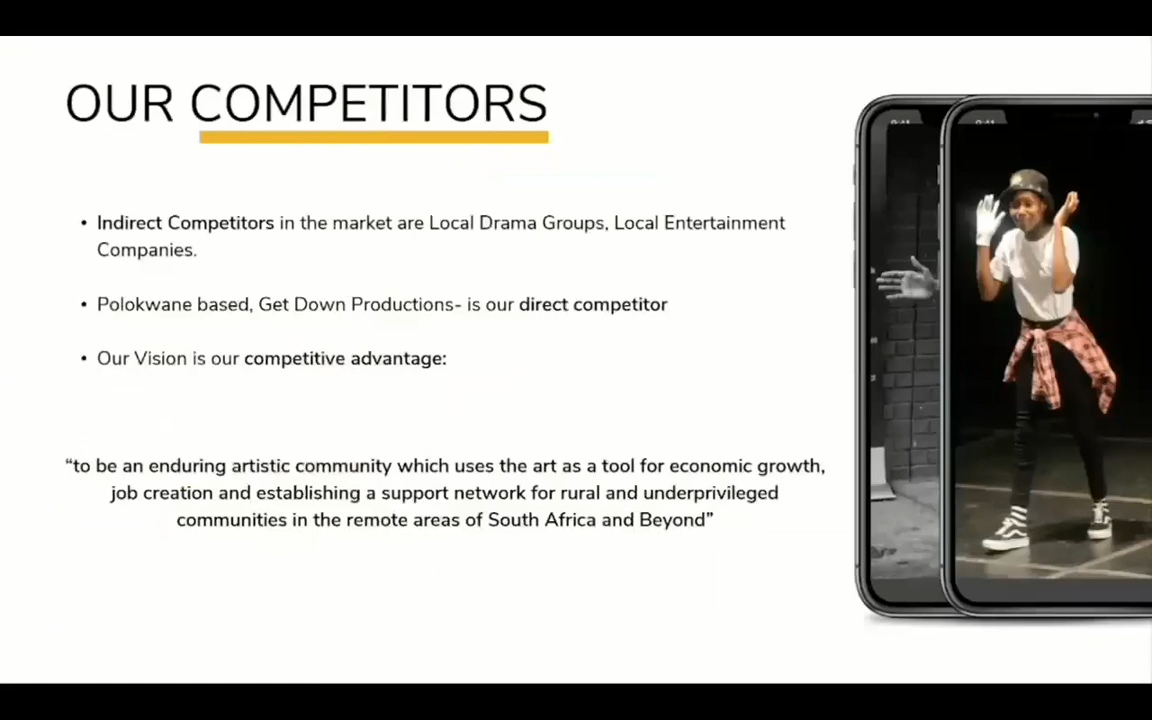 OUR COMPETITORS
• Indirect Competitors in the market are Local Drama Groups, Local Entertainment
Companies.
• Polokwane based, Get Down Productions- is our direct competitor
• Our Vision is our competitive advantage:
“to be an enduring artistic community which uses the art as a tool for economic growth,
job creation and establishing a support network for rural and underprivileged
communities in the remote areas of South Africa and Beyond”